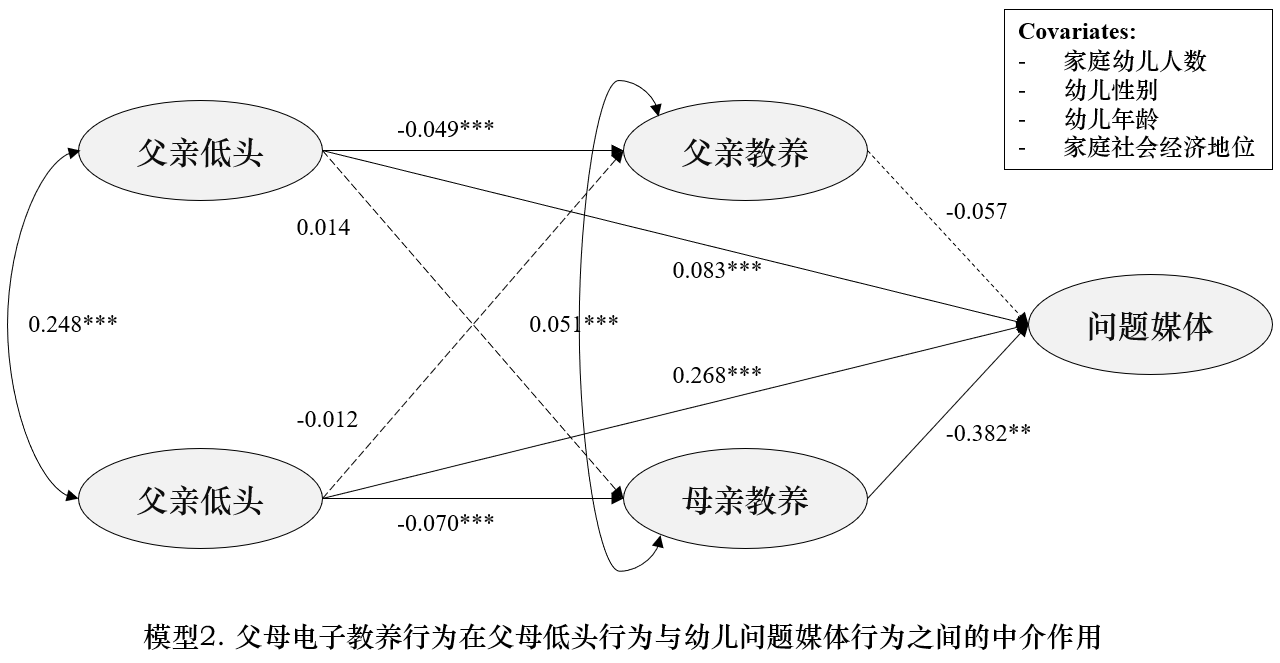 Covariates:
- 家庭幼儿人数
- 幼儿性别
- 幼儿年龄
- 家庭社会经济地位
父亲低头
-0.049***
父亲教养
0.014
-0.057
0.083***
0.248***
0.051***
问题媒体
0.268***
-0.012
-0.382**
父亲低头
-0.070***
母亲教养
模型2. 父母电子教养行为在父母低头行为与幼儿问题媒体行为之间的中介作用